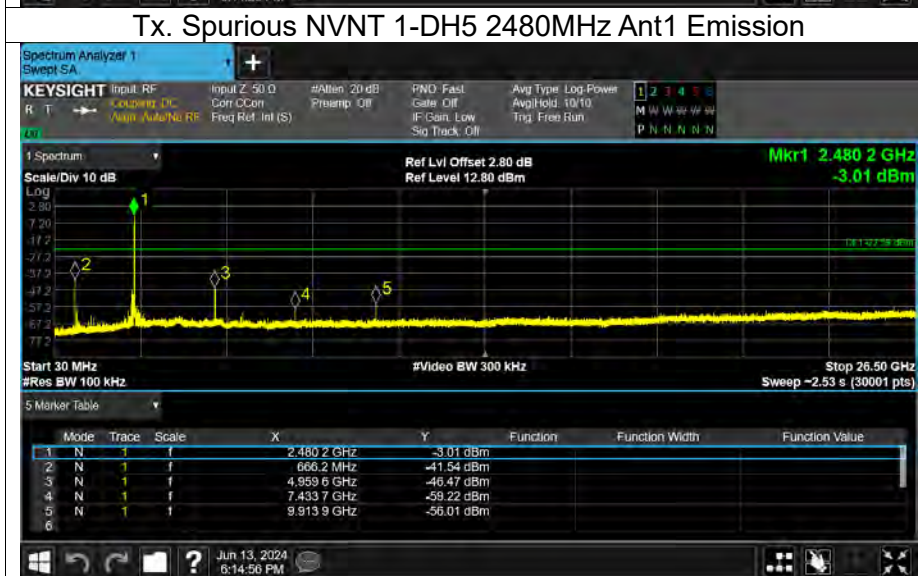 Tx. Spurious NVNT 1-DH5 2480MHz Ant1 Emission
Spectrum Analyzer 1
Swept SA
+
KEYSIGHT Input: RF Input Z: 50 Ω #Atten: 20 dB PNO: Fast Avg Type: Log-Power 1 2 3 4 5 6
R T Coupling: DC Corr CCorr Preamp: Off Gate: Off Avg|Hold: 10/10 M W W W W W
Align: Auto/No RF Freq Ref: Int (S) IF Gain: Low Trig: Free Run
Sig Track: Off P N N N N N
1 Spectrum Ref Lvl Offset 2.80 dB Mkr1 2.480 2 GHz
Scale/Div 10 dB Ref Level 12.80 dBm -3.01 dBm
Log
2.80
-7.20
-17.2
-27.2
-37.2
-47.2
-57.2
-67.2
-77.2
1
2
3
4
5
Start 30 MHz #Video BW 300 kHz Stop 26.50 GHz
#Res BW 100 kHz Sweep ~2.53 s (30001 pts)
5 Marker Table
Mode Trace Scale X Y Function Function Width Function Value
1 N 1 f 2.480 2 GHz -3.01 dBm
2 N 1 f 666.2 MHz -41.54 dBm
3 N 1 f 4.959 6 GHz -46.47 dBm
4 N 1 f 7.433 7 GHz -59.22 dBm
5 N 1 f 9.913 9 GHz -56.01 dBm
6
? Jun 13, 2024
6:14:56 PM